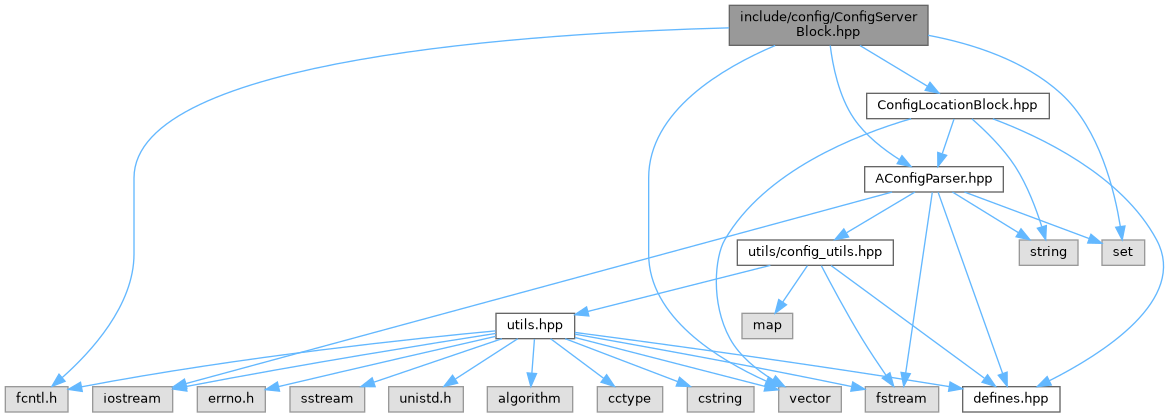 include/config/ConfigServer
Block.hpp
ConfigLocationBlock.hpp
AConfigParser.hpp
utils/config_utils.hpp
string
set
map
utils.hpp
fcntl.h
iostream
errno.h
sstream
unistd.h
algorithm
cctype
cstring
vector
fstream
defines.hpp